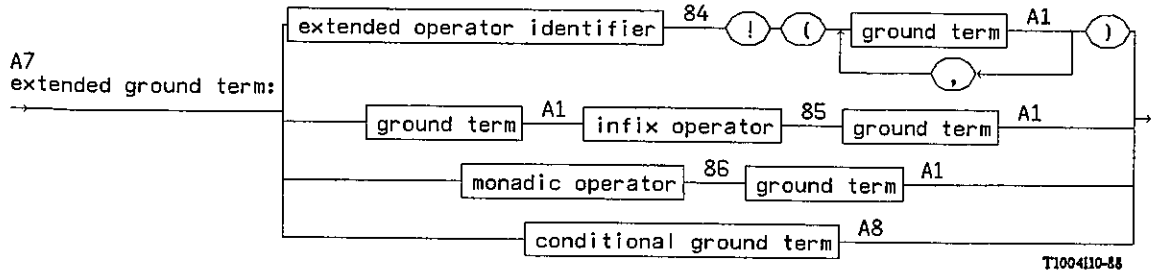 extended operator identifier 84 ! ( ground term A1 )
A7
extended ground term:
,
ground term A1 infix operator 85 ground term A1
monadic operator 86 ground term A1
conditional ground term A8
T1004110-88